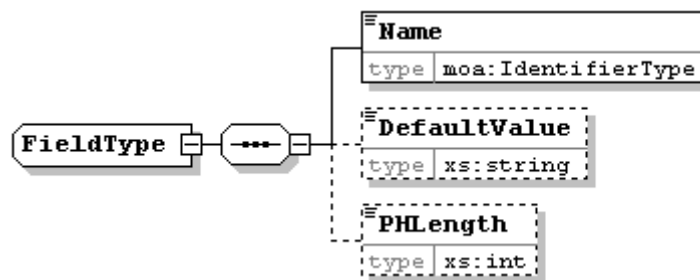 Name
type moa:IdentifierType
DefaultValue
type xs:string
FieldType
PHLength
type xs:int